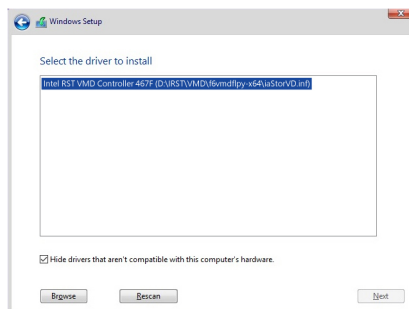 Windows Setup
Select the driver to install
Intel RST VMD Controller 467F (D:\IRST\VMD\f6vmdflpy-x64\iaStorVD.inf)
Hide drivers that aren't compatible with this computer's hardware.
Browse Rescan Next